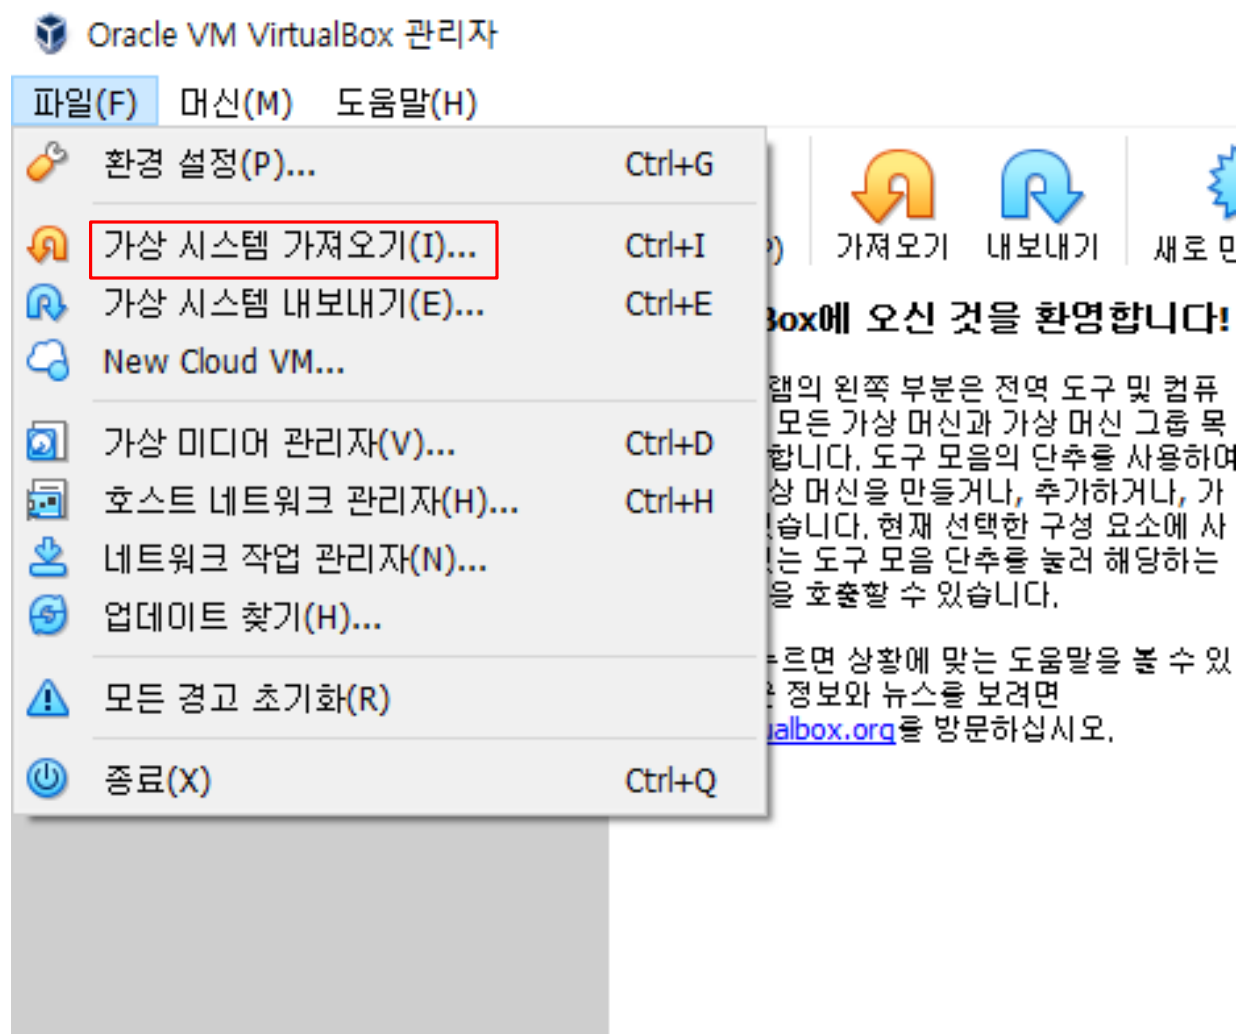 Oracle VM VirtualBox 관리자
파일(F) 머신(M) 도움말(H)
환경 설정(P)... Ctrl+G
가상 시스템 가져오기(I)... Ctrl+I
가상 시스템 내보내기(E)... Ctrl+E
New Cloud VM...
가상 미디어 관리자(V)... Ctrl+D
호스트 네트워크 관리자(H)... Ctrl+H
네트워크 작업 관리자(N)...
업데이트 찾기(H)...
모든 경고 초기화(R)
종료(X) Ctrl+Q
가져오기 내보내기 새로
Box에 오신 것을 환영합니다!
램의 왼쪽 부분은 전역 도구 및 컴퓨
모든 가상 머신과 가상 머신 그룹 목
합니다. 도구 모음의 단추를 사용하여
상 머신을 만들거나, 추가하거나, 가
습니다. 현재 선택한 구성 요소에 사
는 도구 모음 단추를 눌러 해당하는
을 호출할 수 있습니다.
르면 상황에 맞는 도움말을 볼 수 있
정보와 뉴스를 보려면
albox.org를 방문하십시오.